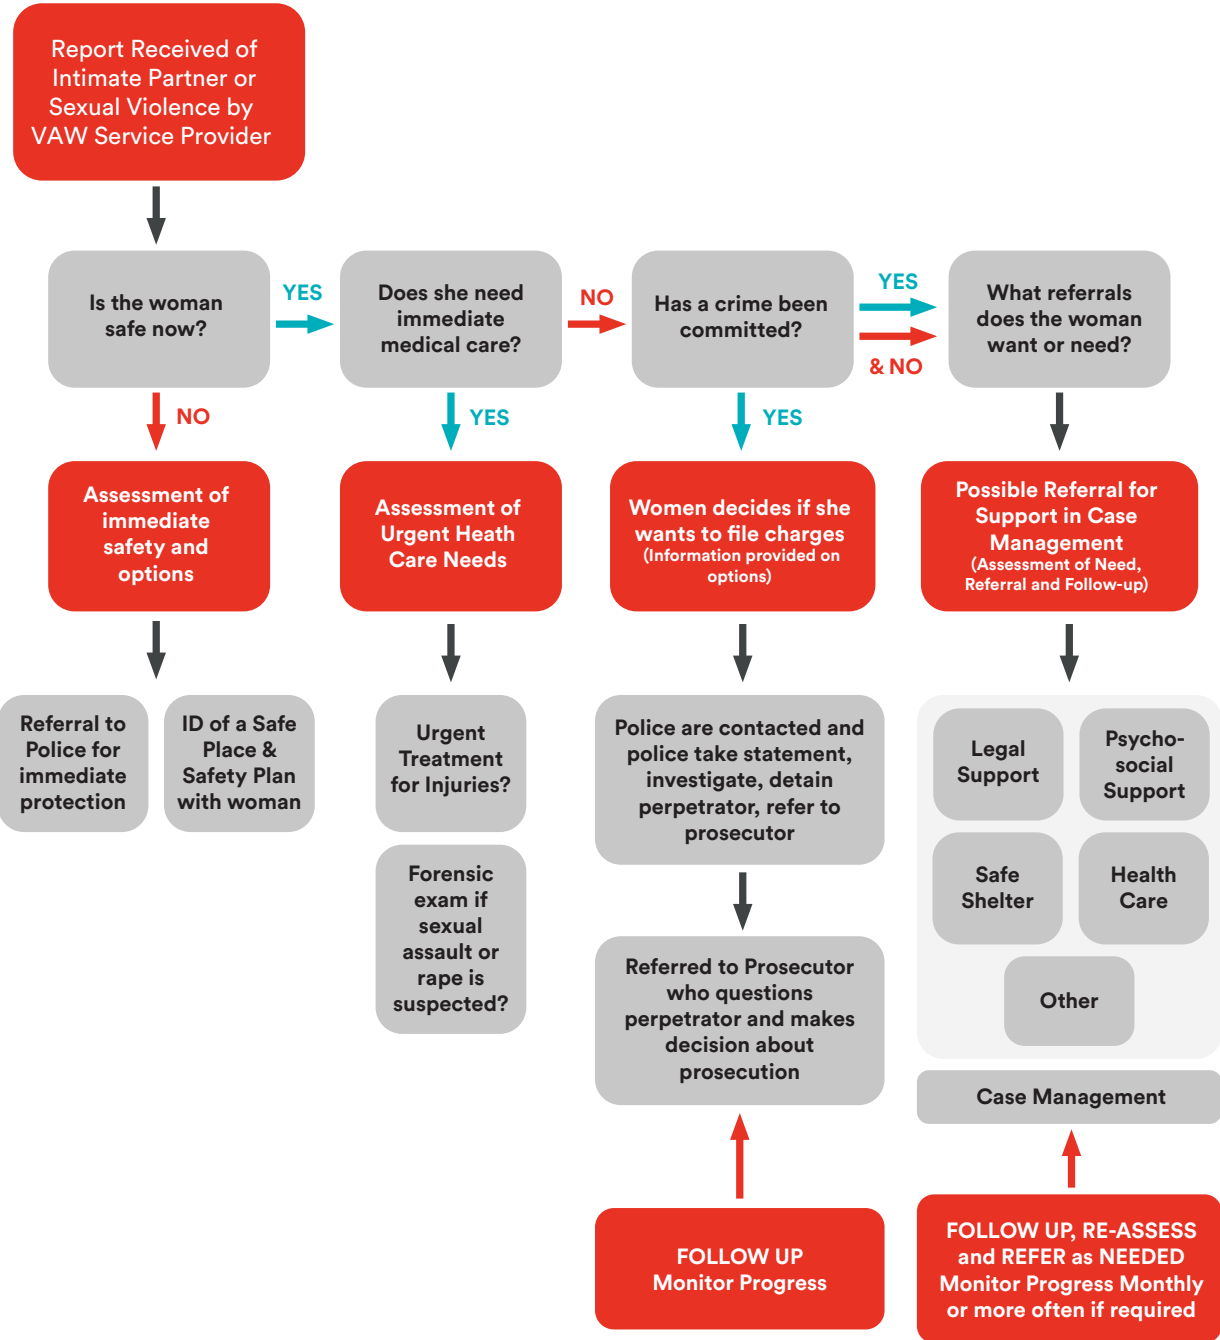 Report Received of
Intimate Partner or
Sexual Violence by
VAW Service Provider
Is the woman
safe now?
YES
Does she need
immediate
medical care?
NO
Has a crime been
committed?
YES
& NO
What referrals
does the woman
want or need?
NO
YES
YES
Assessment of
immediate
safety and
options
Assessment of
Urgent Heath
Care Needs
Women decides if she
wants to file charges
(Information provided on
options)
Possible Referral for
Support in Case
Management
(Assessment of Need,
Referral and Follow-up)
Referral to
Police for
immediate
protection
ID of a Safe
Place &
Safety Plan
with woman
Urgent
Treatment
for Injuries?
Forensic
exam if
sexual
assault or
rape is
suspected?
Police are contacted and
police take statement,
investigate, detain
perpetrator, refer to
prosecutor
Referred to Prosecutor
who questions
perpetrator and makes
decision about
prosecution
Legal
Support
Psycho-
social
Support
Safe
Shelter
Health
Care
Other
Case Management
FOLLOW UP
Monitor Progress
FOLLOW UP, RE-ASSESS
and REFER as NEEDED
Monitor Progress Monthly
or more often if required